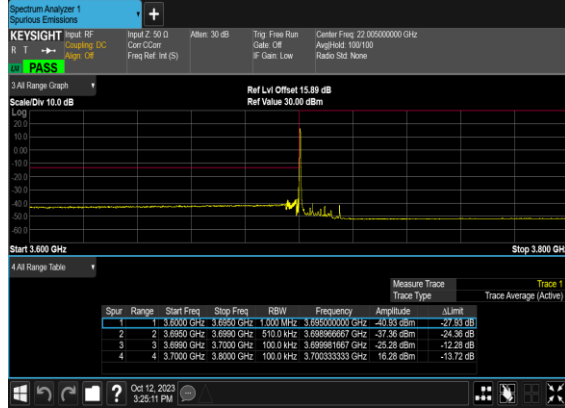 Spectrum Analyzer 1
Spurious Emissions
+
KEYSIGHT Input: RF Input Z: 50 Ω Atten: 30 dB Trig: Free Run Center Freq: 22.005000000 GHz
R T Coupling: DC Corr CCorr Gate: Off Avg|Hold: 100/100
Align: Off Freq Ref: Int (S) IF Gain: Low Radio Std: None
PASS
3 All Range Graph
Ref Lvl Offset 15.89 dB
Scale/Div 10.0 dB Ref Value 30.00 dBm
Log
20.0
10.0
0.00
-10.0
-20.0
-30.0
-40.0
-50.0
-60.0
Start 3.600 GHz Stop 3.800 GH
4 All Range Table
Measure Trace Trace 1
Trace Type Trace Average (Active)
Spur Range Start Freq Stop Freq RBW Frequency Amplitude ΔLimit
1 1 3.6000 GHz 3.6950 GHz 1.000 MHz 3.695000000 GHz -40.93 dBm -27.93 dB
2 2 3.6950 GHz 3.6990 GHz 510.0 kHz 3.698966667 GHz -37.36 dBm -24.36 dB
3 3 3.6990 GHz 3.7000 GHz 100.0 kHz 3.699981667 GHz -25.28 dBm -12.28 dB
4 4 3.7000 GHz 3.8000 GHz 100.0 kHz 3.700333333 GHz 16.28 dBm -13.72 dB
?
Oct 12, 2023
3:25:11 PM